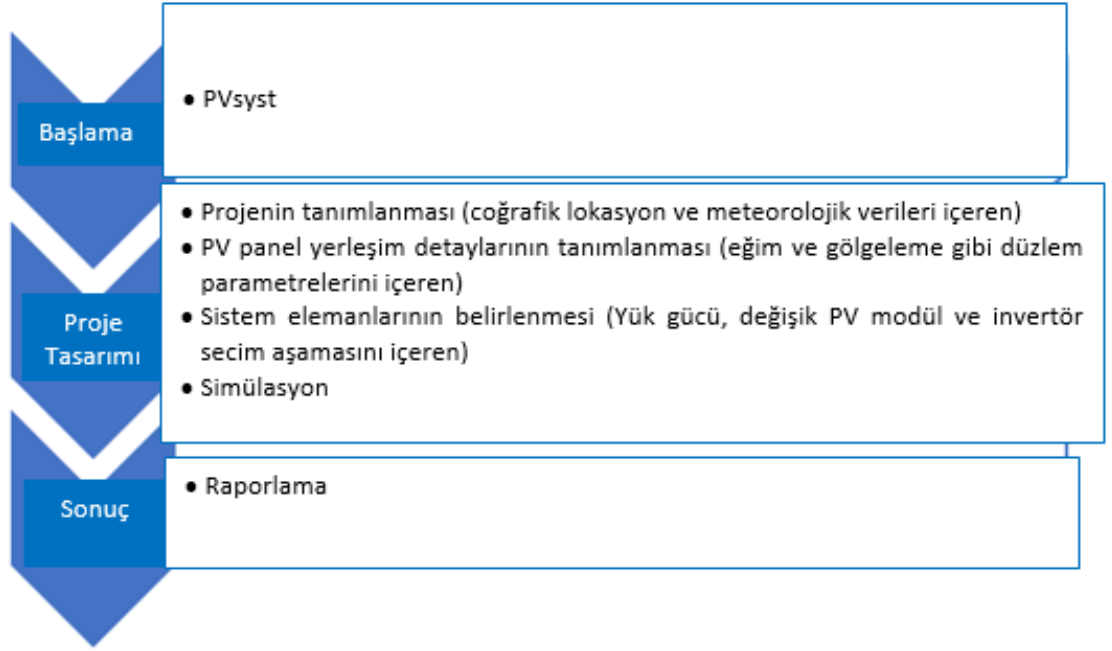 Başlama
• PVsyst
Proje
Tasarımı
• Projenin tanımlanması (coğrafik lokasyon ve meteorolojik verileri içeren)
• PV panel yerleşim detaylarının tanımlanması (eğim ve gölgeleme gibi düzlem
parametrelerini içeren)
• Sistem elemanlarının belirlenmesi (Yük gücü, değişik PV modül ve invertör
secim aşamasını içeren)
• Simülasyon
Sonuç
• Raporlama